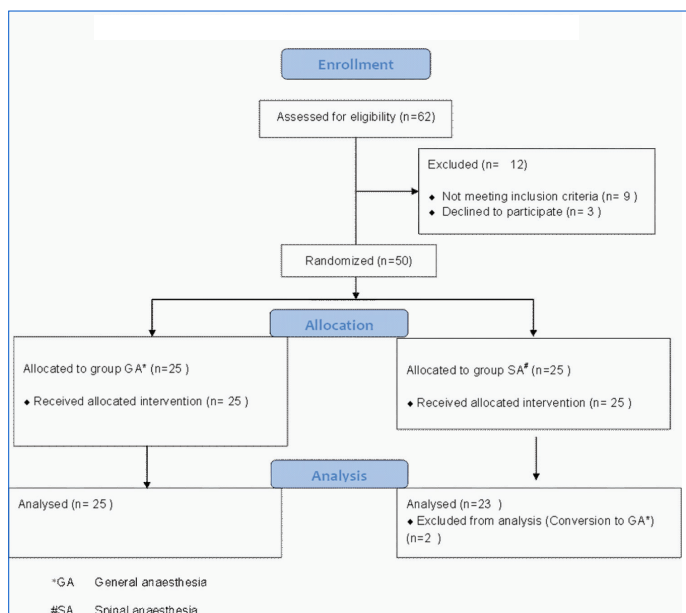 Enrollment
Assessed for eligibility (n=62)
Excluded (n= 12)
◆ Not meeting inclusion criteria (n= 9 )
◆ Declined to participate (n= 3 )
Randomized (n=50)
Allocation
Allocated to group GA* (n=25 )
◆ Received allocated intervention (n= 25 )
Allocated to group SA# (n=25 )
◆ Received allocated intervention (n= 25 )
Analysis
Analysed (n= 25 )
Analysed (n=23 )
◆ Excluded from analysis (Conversion to GA*)
(n=2 )
*GA General anaesthesia
#SA Spinal anaesthesia